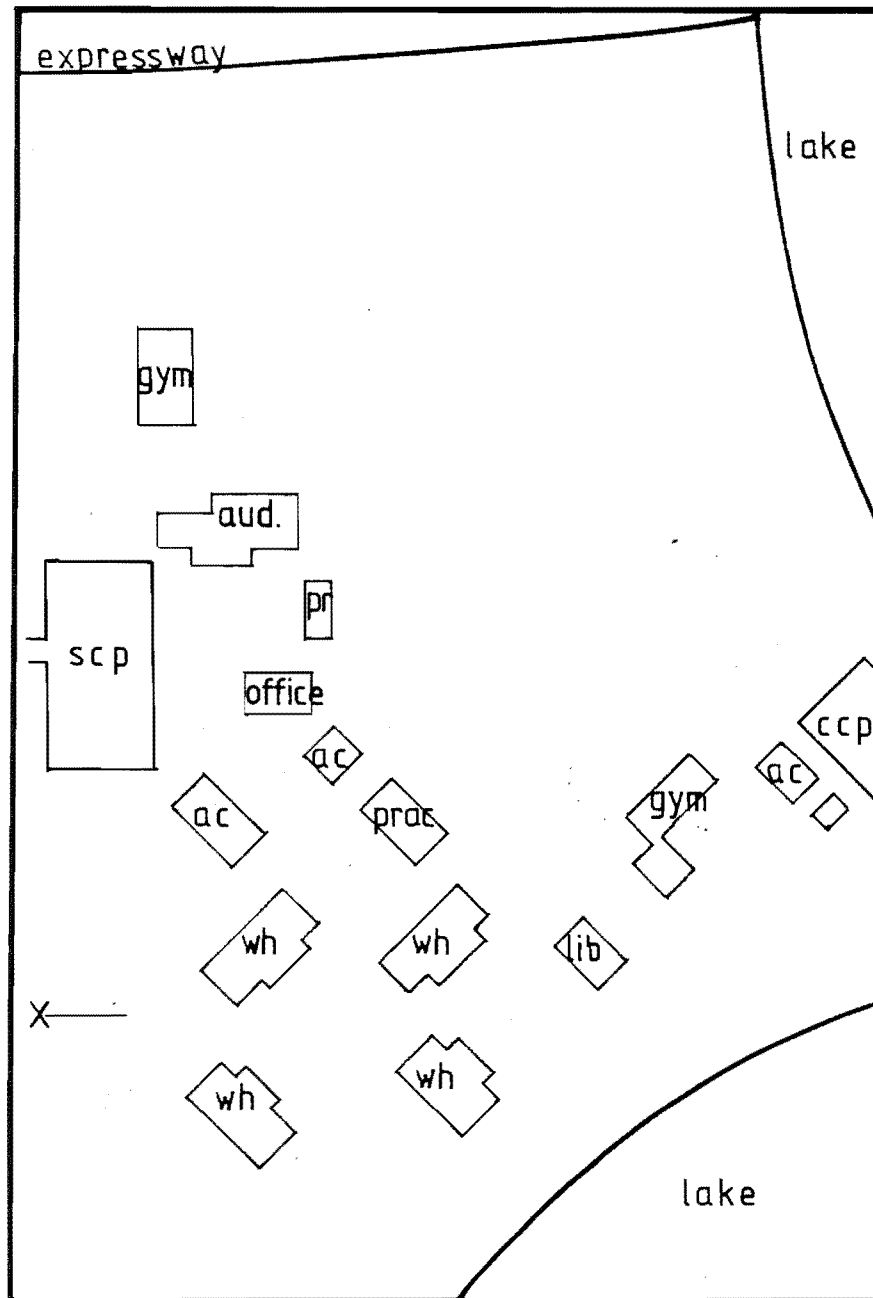 expressway
lake
gym
aud.
pr
scp
office
ccp
ac
ac
gym
ac
prac
wh
wh
lib
X
wh
wh
lake